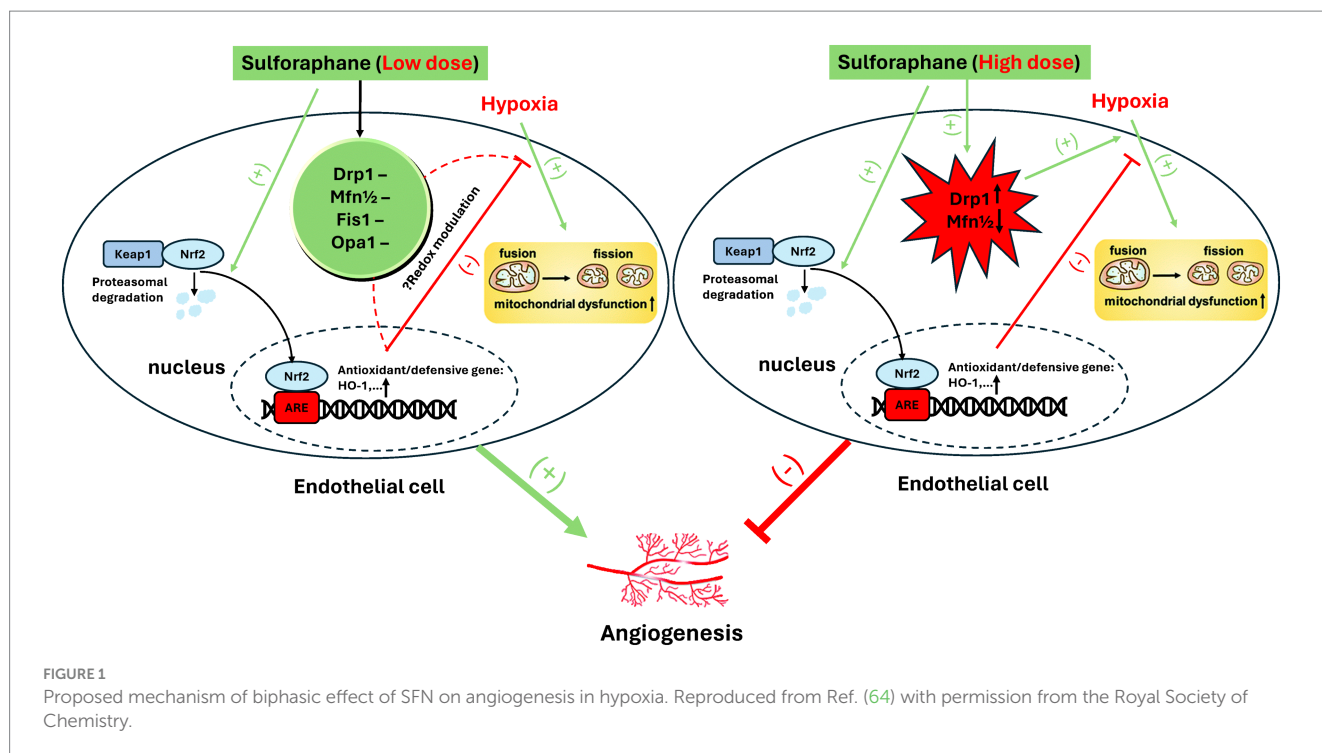 Sulforaphane (Low dose)
Hypoxia
(+)
(+)
Drp1 –
Mfn½ –
Fis1 –
Opa1 –
?Redox modulation
(-)
Keap1
Nrf2
Proteasomal
degradation
fusion
fission
mitochondrial dysfunction
nucleus
Nrf2
ARE
Antioxidant/defensive gene:
HO-1,...
Endothelial cell
(+)
Sulforaphane (High dose)
Hypoxia
(+)
(+)
(+)
(+)
Drp1
Mfn½
(-)
Keap1
Nrf2
Proteasomal
degradation
fusion
fission
mitochondrial dysfunction
nucleus
Nrf2
ARE
Antioxidant/defensive gene:
HO-1,...
Endothelial cell
(-)
Angiogenesis
FIGURE 1
Proposed mechanism of biphasic effect of SFN on angiogenesis in hypoxia. Reproduced from Ref. (64) with permission from the Royal Society of
Chemistry.